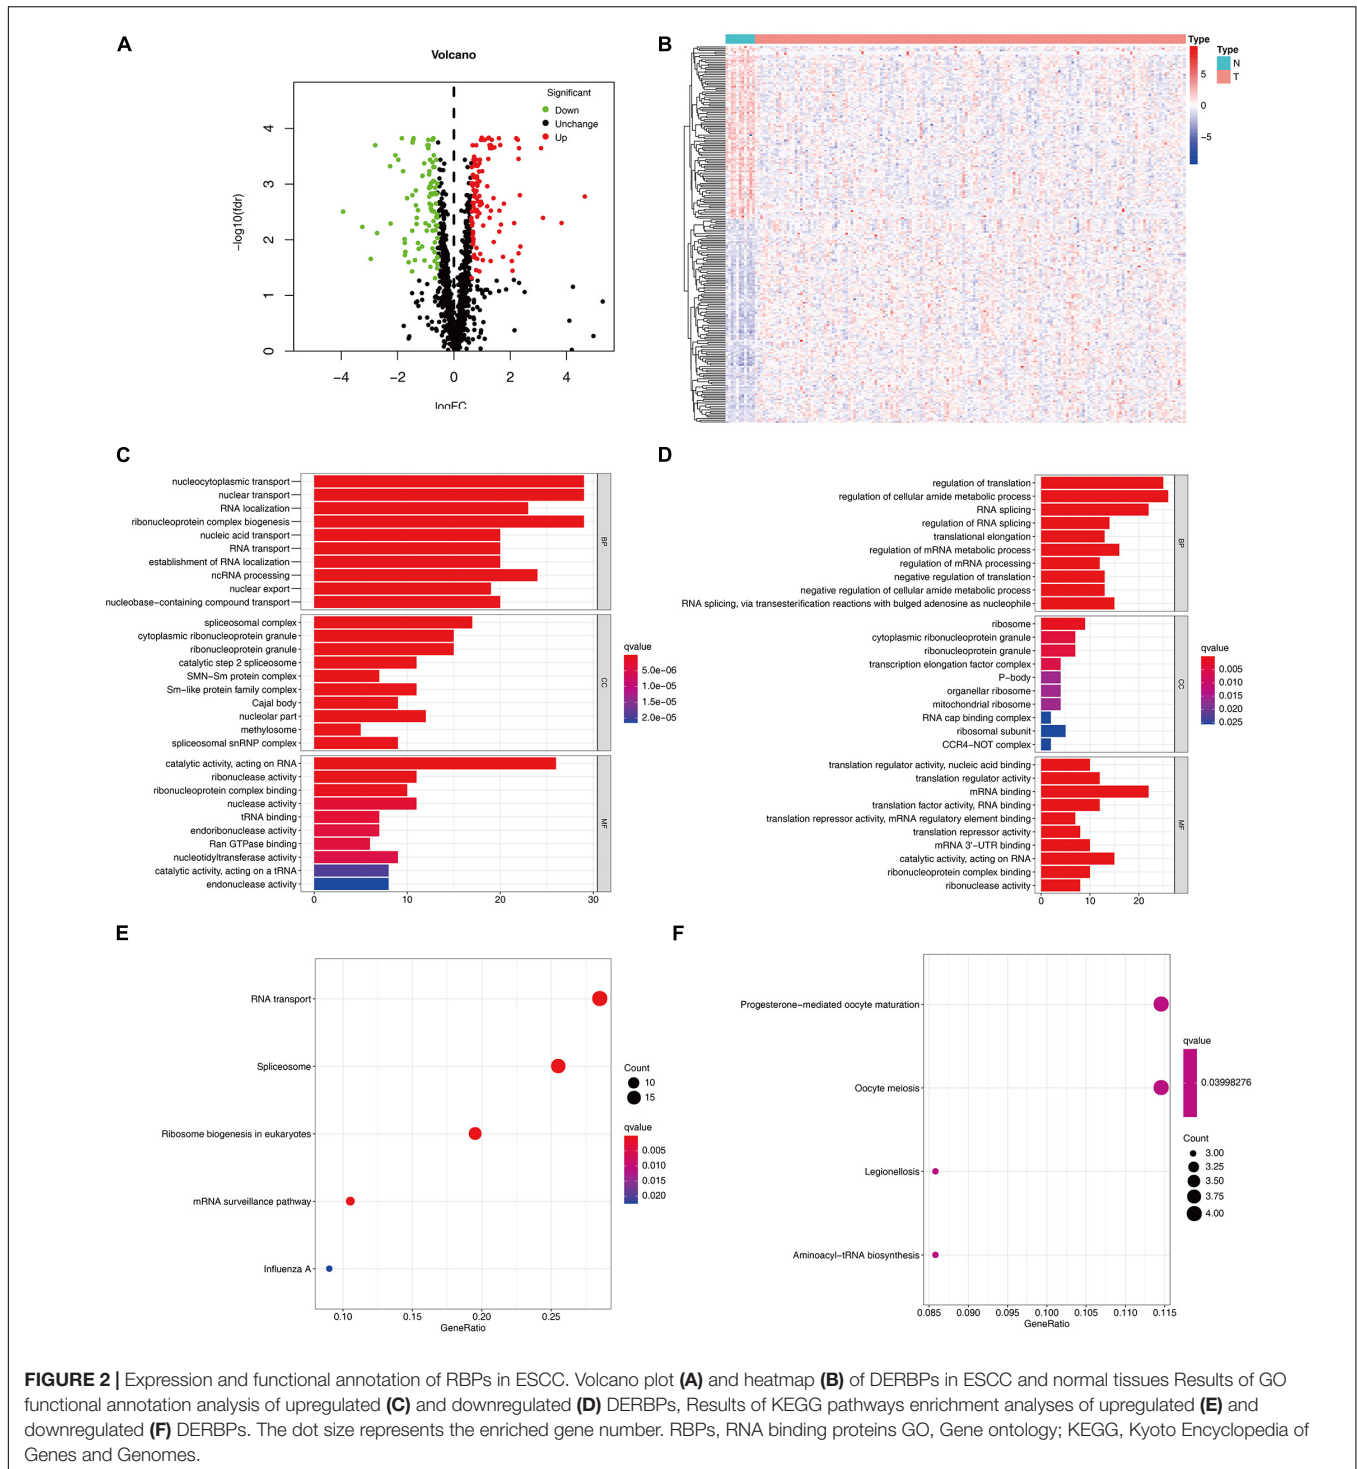 A
Volcano
Significant
Down
Unchange
Up
−log10(fdr)
4
3
2
1
0
−4 −2 0 2 4
logFC
B
Type
5
0
−5
Type
N
T
C
nucleocytoplasmic transport
nuclear transport
RNA localization
ribonucleoprotein complex biogenesis
nucleic acid transport
RNA transport
establishment of RNA localization
ncRNA processing
nuclear export
nucleobase−containing compound transport
BP
spliceosomal complex
cytoplasmic ribonucleoprotein granule
ribonucleoprotein granule
catalytic step 2 spliceosome
SMN−Sm protein complex
Sm−like protein family complex
Cajal body
nucleolar part
methylosome
spliceosomal snRNP complex
CC
catalytic activity, acting on RNA
ribonuclease activity
ribonucleoprotein complex binding
nuclease activity
tRNA binding
endoribonuclease activity
Ran GTPase binding
nucleotidyltransferase activity
catalytic activity, acting on a tRNA
endonuclease activity
MF
0 10 20 30
qvalue
5.0e−06
1.0e−05
1.5e−05
2.0e−05
D
regulation of translation
regulation of cellular amide metabolic process
RNA splicing
regulation of RNA splicing
translational elongation
regulation of mRNA metabolic process
regulation of mRNA processing
negative regulation of translation
negative regulation of cellular amide metabolic process
RNA splicing, via transesterification reactions with bulged adenosine as nucleophile
BP
ribosome
cytoplasmic ribonucleoprotein granule
ribonucleoprotein granule
transcription elongation factor complex
P−body
organellar ribosome
mitochondrial ribosome
RNA cap binding complex
ribosomal subunit
CCR4−NOT complex
CC
translation regulator activity, nucleic acid binding
translation regulator activity
mRNA binding
translation factor activity, RNA binding
translation repressor activity, mRNA regulatory element binding
translation repressor activity
mRNA 3'−UTR binding
catalytic activity, acting on RNA
ribonucleoprotein complex binding
ribonuclease activity
MF
0 10 20
qvalue
0.005
0.010
0.015
0.020
0.025
E
RNA transport
Spliceosome
Ribosome biogenesis in eukaryotes
mRNA surveillance pathway
Influenza A
0.10 0.15 0.20 0.25
GeneRatio
Count
10
15
qvalue
0.005
0.010
0.015
0.020
F
Progesterone−mediated oocyte maturation
Oocyte meiosis
Legionellosis
Aminoacyl−tRNA biosynthesis
0.085 0.090 0.095 0.100 0.105 0.110 0.115
GeneRatio
qvalue
0.03998276
Count
3.00
3.25
3.50
3.75
4.00
FIGURE 2 | Expression and functional annotation of RBPs in ESCC. Volcano plot (A) and heatmap (B) of DERBPs in ESCC and normal tissues Results of GO
functional annotation analysis of upregulated (C) and downregulated (D) DERBPs, Results of KEGG pathways enrichment analyses of upregulated (E) and
downregulated (F) DERBPs. The dot size represents the enriched gene number. RBPs, RNA binding proteins GO, Gene ontology; KEGG, Kyoto Encyclopedia of
Genes and Genomes.